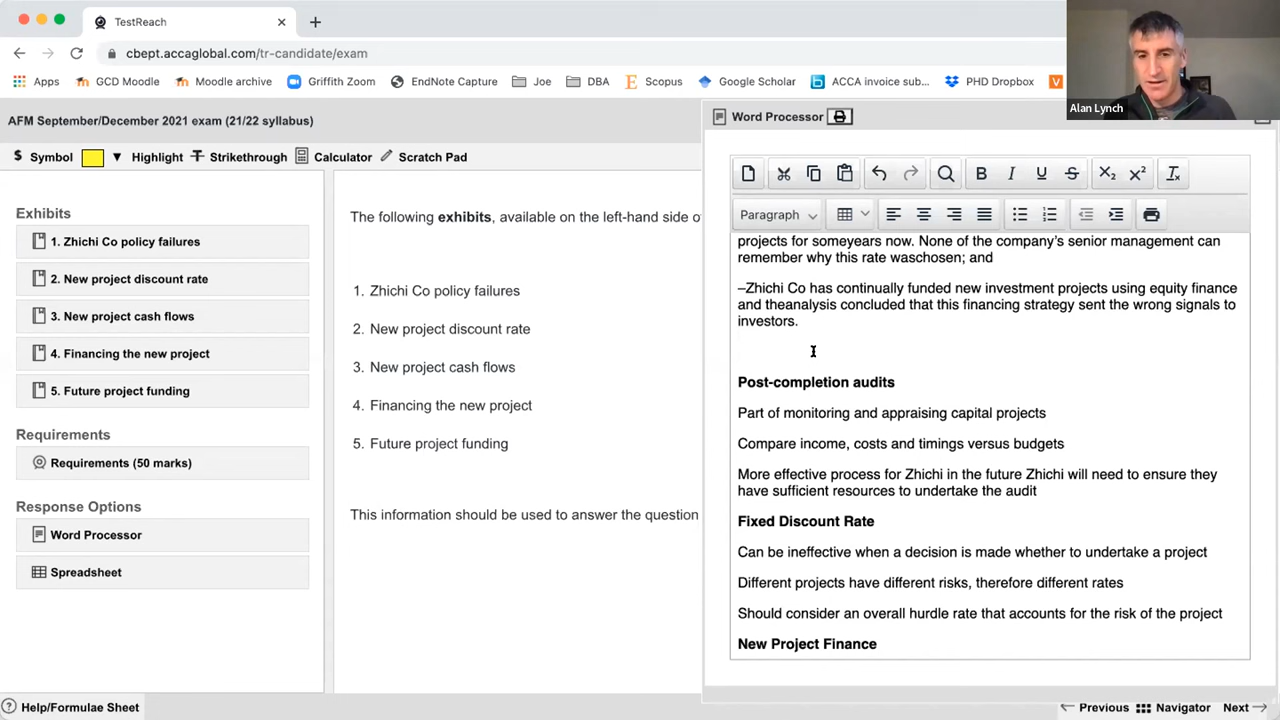 TestReach
cbept.accaglobal.com/tr-candidate/exam
Apps GCD Moodle Moodle archive Griffith Zoom EndNote Capture Joe DBA Scopus Google Scholar ACCA invoice sub... PHD Dropbox
Alan Lynch
AFM September/December 2021 exam (21/22 syllabus)
Symbol Highlight Strikethrough Calculator Scratch Pad
Exhibits
1. Zhichi Co policy failures
2. New project discount rate
3. New project cash flows
4. Financing the new project
5. Future project funding
Requirements
Requirements (50 marks)
Response Options
Word Processor
Spreadsheet
The following exhibits, available on the left-hand side o
1. Zhichi Co policy failures
2. New project discount rate
3. New project cash flows
4. Financing the new project
5. Future project funding
This information should be used to answer the question
Word Processor
Paragraph
projects for someyears now. None of the company's senior management can
remember why this rate waschosen; and
–Zhichi Co has continually funded new investment projects using equity finance
and theanalysis concluded that this financing strategy sent the wrong signals to
investors.
Post-completion audits
Part of monitoring and appraising capital projects
Compare income, costs and timings versus budgets
More effective process for Zhichi in the future Zhichi will need to ensure they
have sufficient resources to undertake the audit
Fixed Discount Rate
Can be ineffective when a decision is made whether to undertake a project
Different projects have different risks, therefore different rates
Should consider an overall hurdle rate that accounts for the risk of the project
New Project Finance
Help/Formulae Sheet
Previous Navigator Next